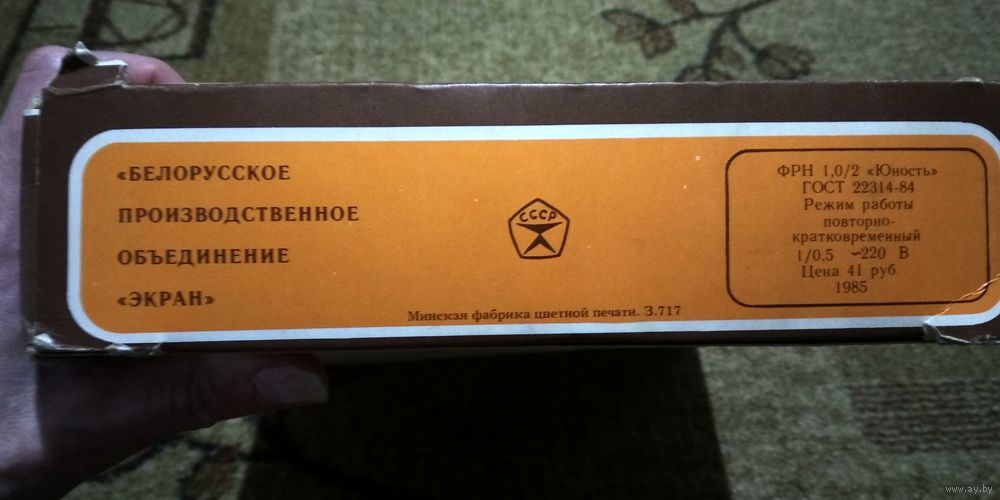 «БЕЛОРУССКОЕ
ПРОИЗВОДСТВЕННОЕ
ОБЪЕДИНЕНИЕ
«ЭКРАН»
СССР
Минская фабрика цветной печати. З.717
ФРН 1,0/2 «Юность»
ГОСТ 22314-84
Режим работы
повторно-
кратковременный
1/0.5 ~220 В
Цена 41 руб.
1985
www.ay.by